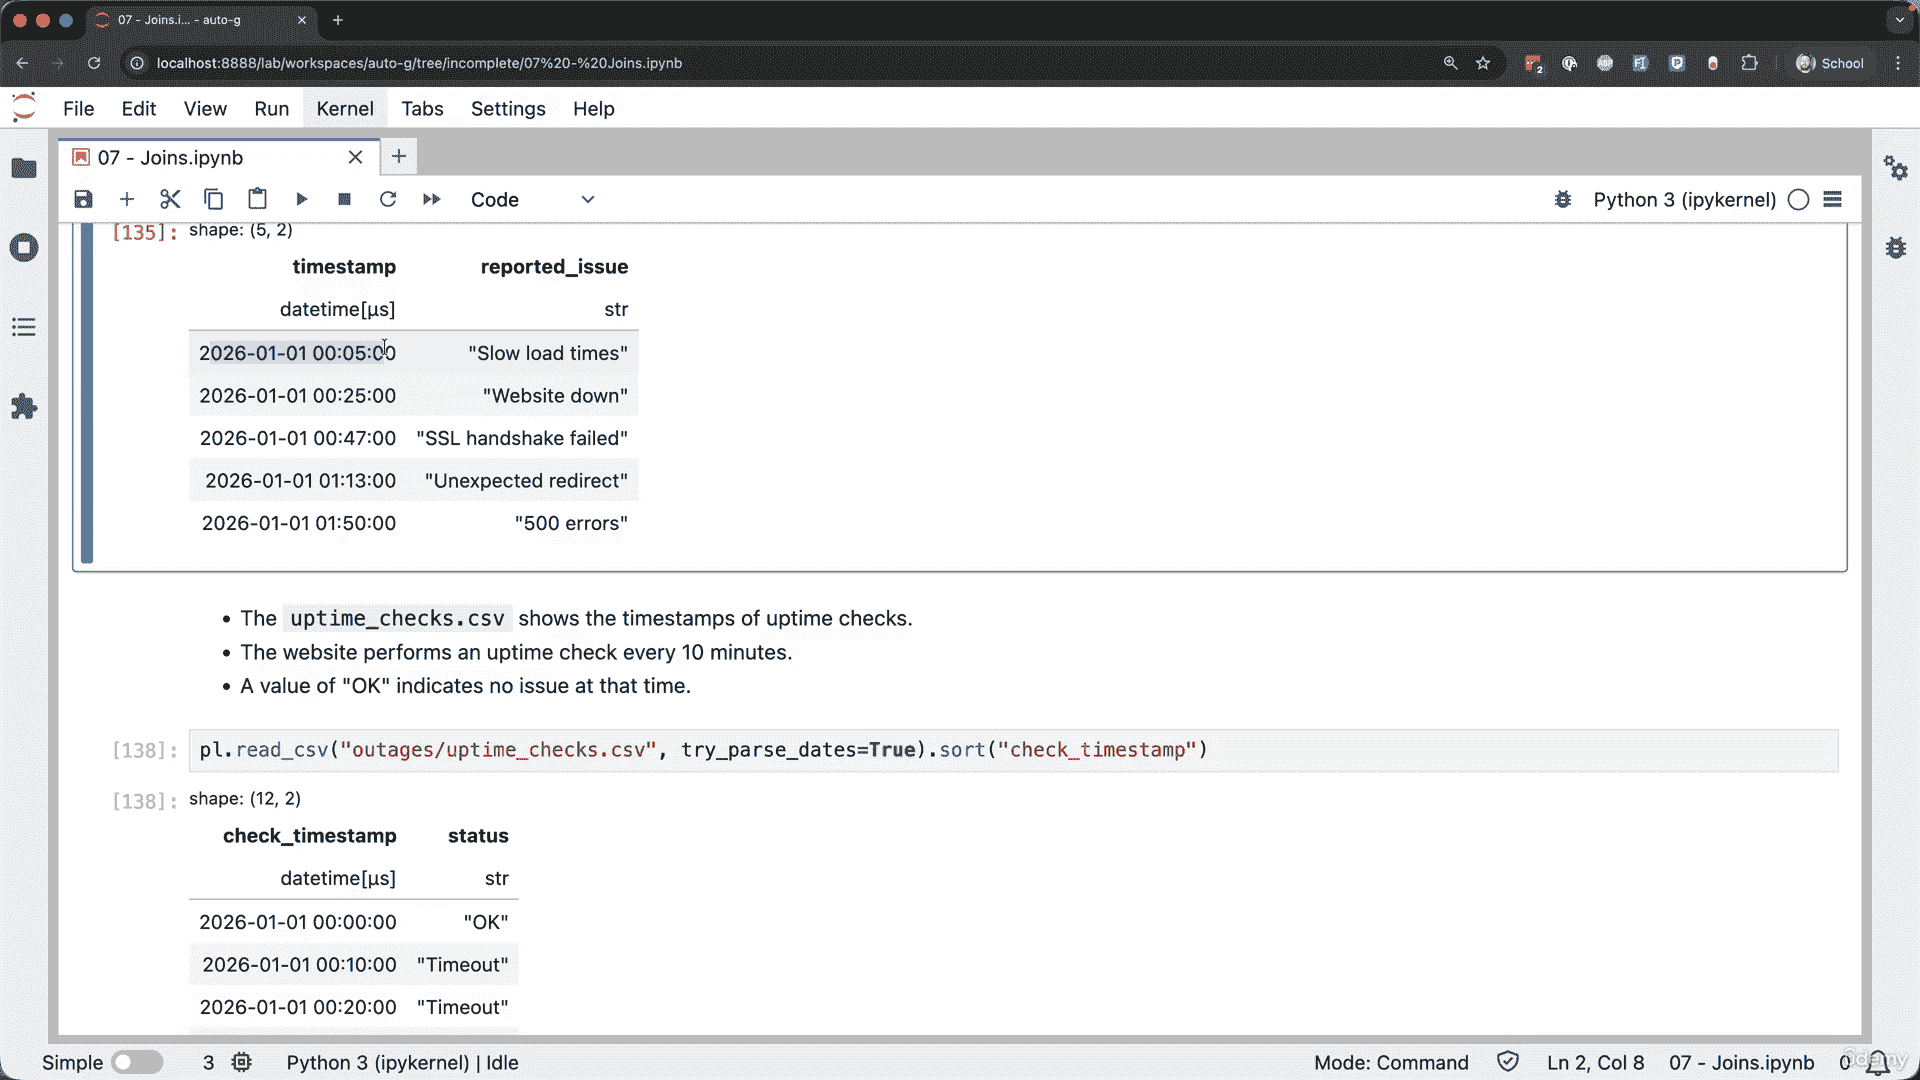 07 - Joins.i... - auto-g
localhost:8888/lab/workspaces/auto-g/tree/incomplete/07%20-%20Joins.ipynb
2
School
File Edit View Run Kernel Tabs Settings Help
07 - Joins.ipynb
Code
Python 3 (ipykernel)
[135]: shape: (5, 2)
timestamp reported_issue
datetime[μs] str
2026-01-01 00:05:00 "Slow load times"
2026-01-01 00:25:00 "Website down"
2026-01-01 00:47:00 "SSL handshake failed"
2026-01-01 01:13:00 "Unexpected redirect"
2026-01-01 01:50:00 "500 errors"
• The uptime_checks.csv shows the timestamps of uptime checks.
• The website performs an uptime check every 10 minutes.
• A value of "OK" indicates no issue at that time.
[138]: pl.read_csv("outages/uptime_checks.csv", try_parse_dates=True).sort("check_timestamp")
[138]: shape: (12, 2)
check_timestamp status
datetime[μs] str
2026-01-01 00:00:00 "OK"
2026-01-01 00:10:00 "Timeout"
2026-01-01 00:20:00 "Timeout"
Simple 3 Python 3 (ipykernel) | Idle Mode: Command Ln 2, Col 8 07 - Joins.ipynb 0
Udemy